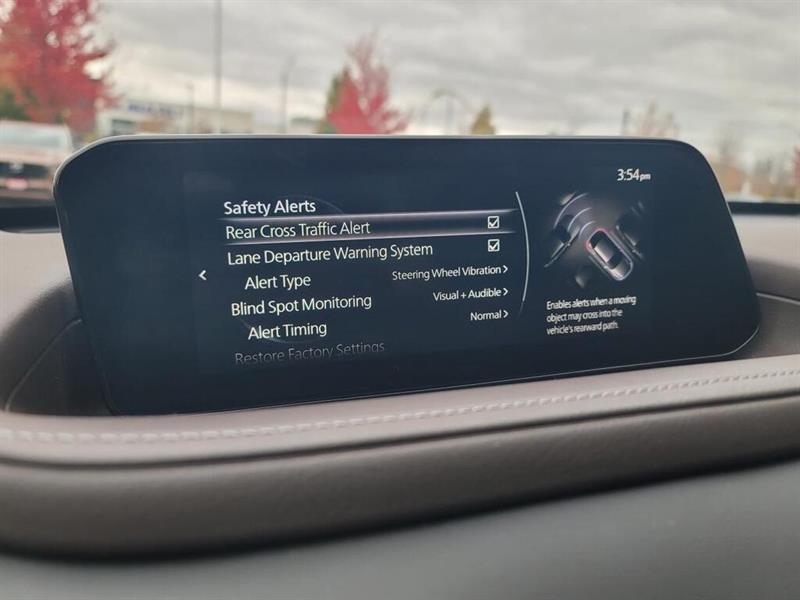 3:54pm
Safety Alerts
Rear Cross Traffic Alert
Lane Departure Warning System
Alert Type Steering Wheel Vibration
Blind Spot Monitoring Visual + Audible
Alert Timing Normal
Restore Factory Settings
Enables alerts when a moving
object may cross into the
vehicle's rearward path.